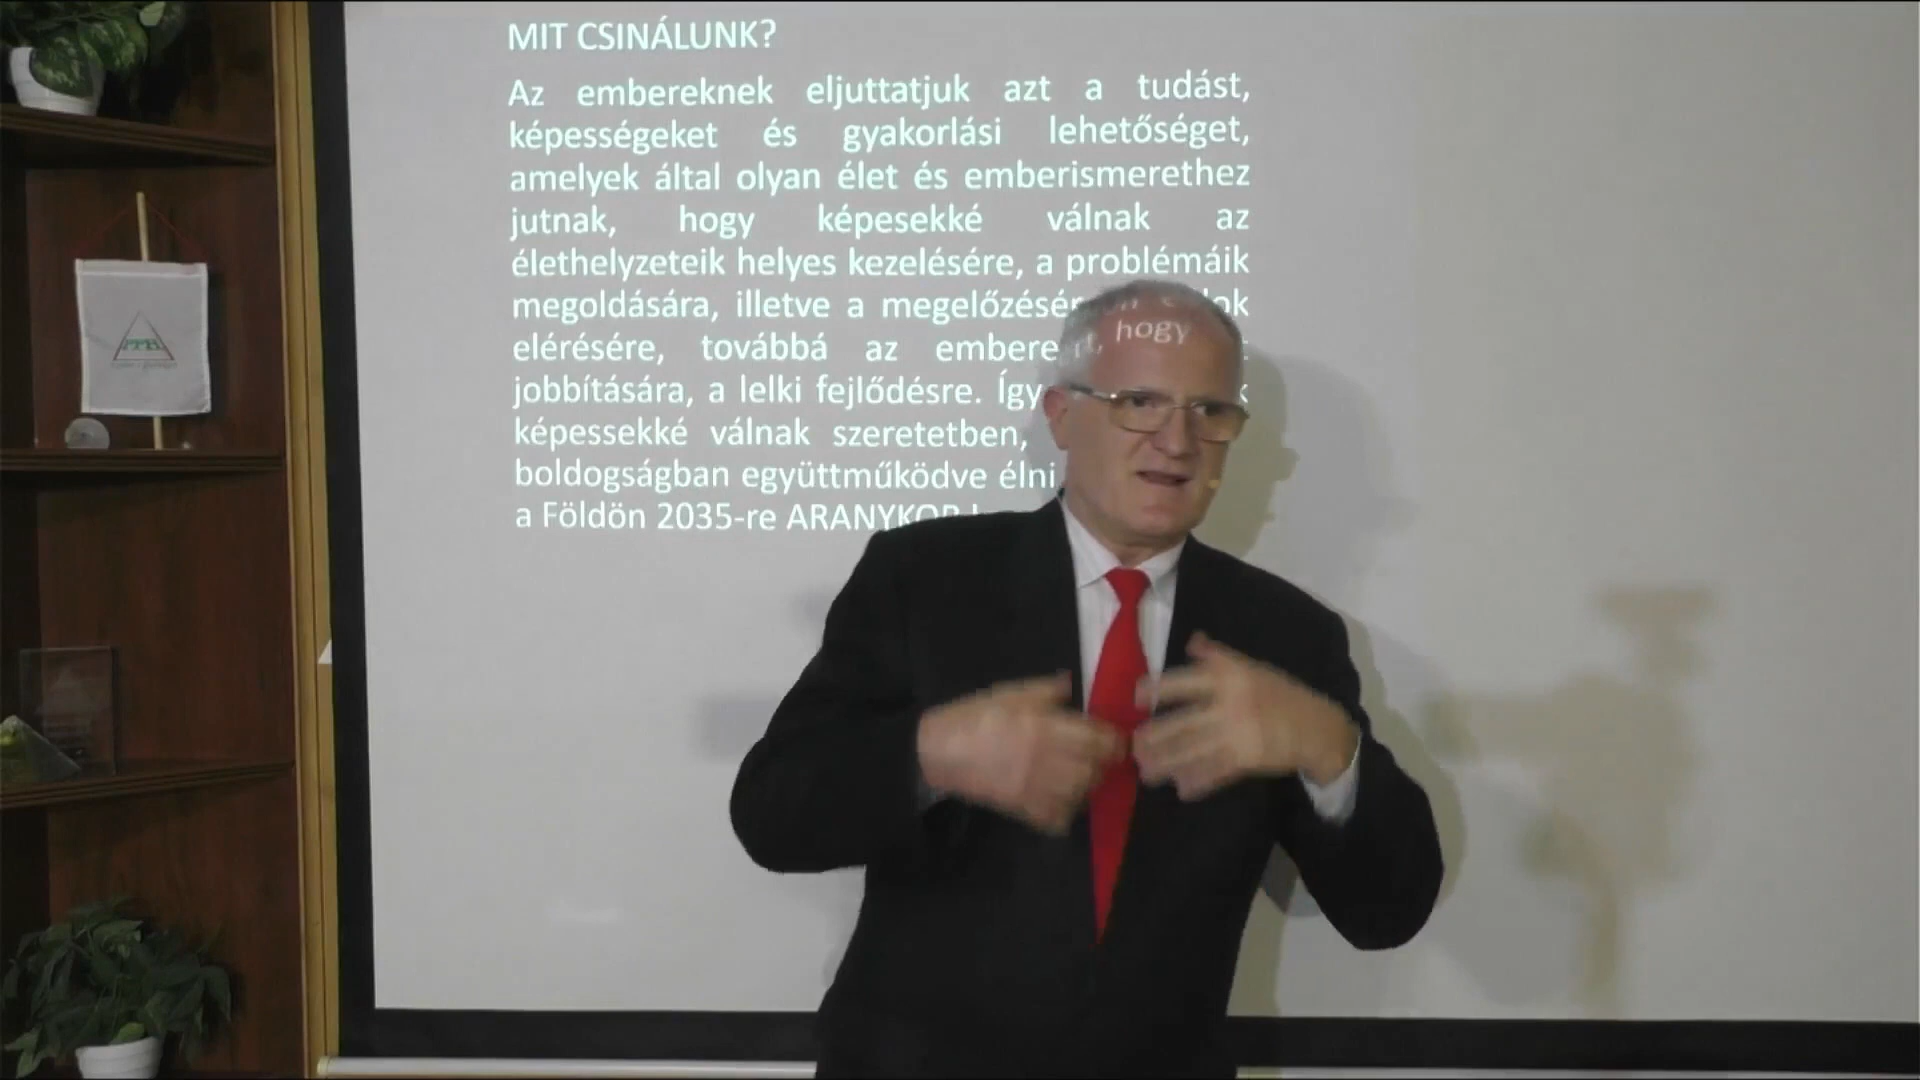 MIT CSINÁLUNK?
Az embereknek eljuttatjuk azt a tudást,
képességeket és gyakorlási lehetőséget,
amelyek által olyan élet és emberismerethez
jutnak, hogy képesekké válnak az
élethelyzeteik helyes kezelésére, a problémáik
megoldására, illetve a
elérésére, továbbá az hogy
jobbítására, a lelki fejlődésre. Így
képessekké válnak szeretetben,
boldogságban együttműködve élni
a Földön 2035-re